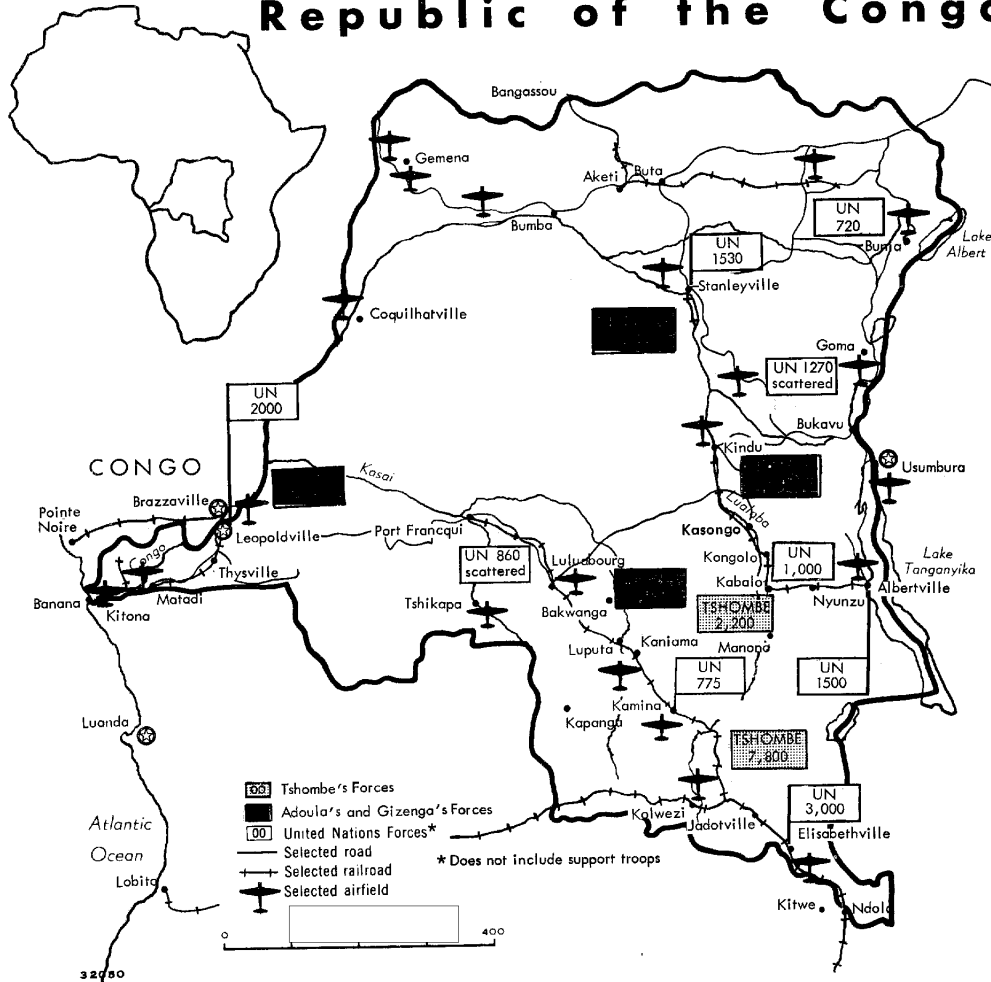 Republic of the Congo
Bangassou
Gemena
Aketi
Buta
Bumba
UN
720
Bunia
Lake
Albert
UN
1530
Stanleyville
Coquilhatville
Goma
UN 1270
scattered
UN
2000
Bukavu
Kindu
CONGO
Kasai
Usumbura
Brazzaville
Lualaba
Pointe
Noire
Leopoldville
Port Francqui
Kasongo
Congo
Kongolo
UN
1,000
Lake
Tanganyika
Thysville
UN 860
scattered
Luluabourg
Kabalo
Albertville
Banana
Kitona
Matadi
Tshikapa
Bakwanga
TSHOMBE
2,200
Nyunzu
Luputa
Kaniama
Manono
UN
775
UN
1500
Kamina
Kapanga
Luanda
TSHOMBE
7,800
00 Tshombe's Forces
Adoula's and Gizenga's Forces
00 United Nations Forces*
Selected road
Selected railroad
Selected airfield
* Does not include support troops
UN
3,000
Kolwezi
Jadotville
Elisabethville
Atlantic
Ocean
Lobito
Kitwe
Ndola
0 400
32050